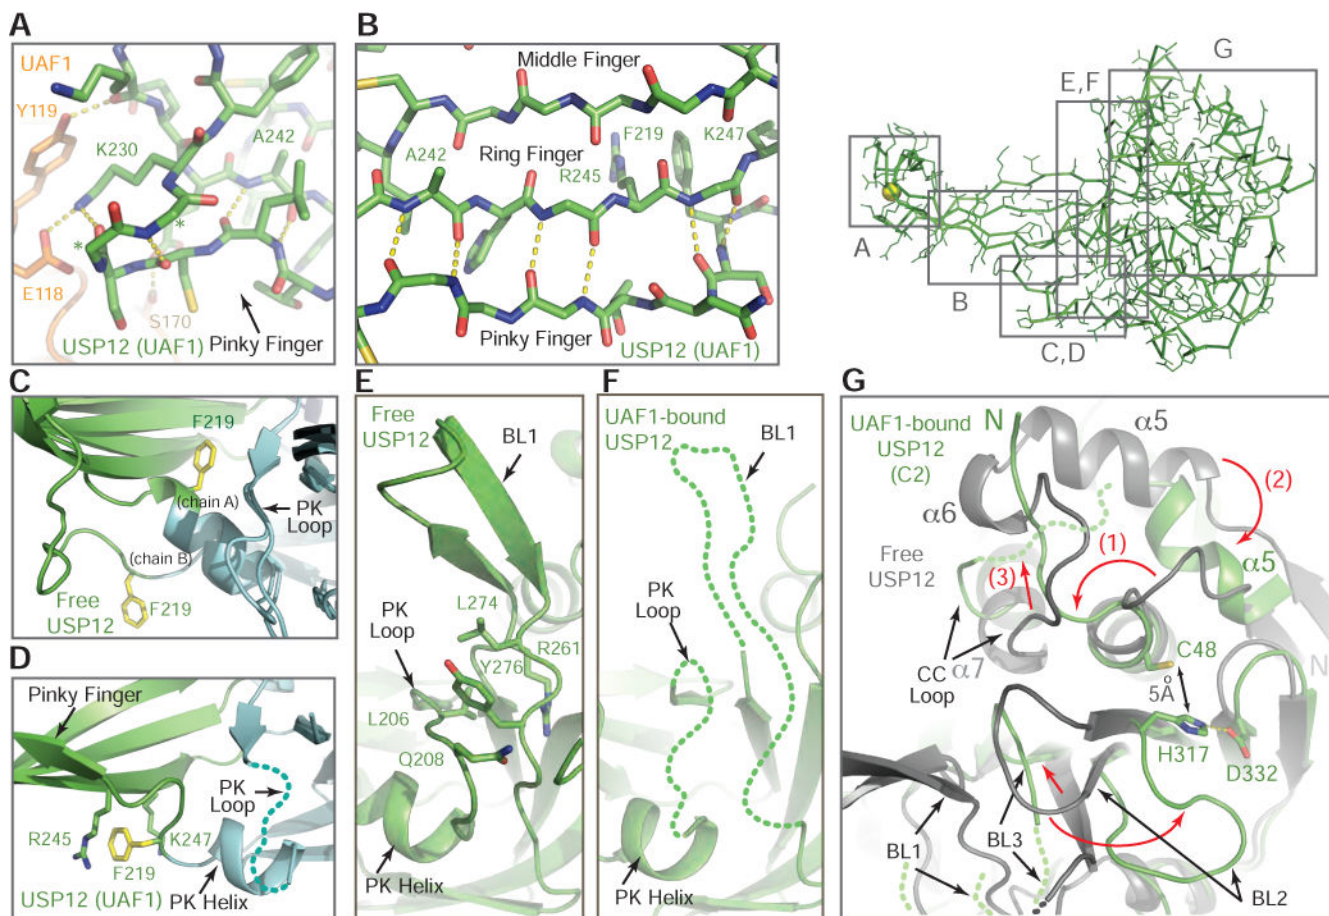 A
UAF1
Y119
K230
A242
E118
S170
USP12 (UAF1)
Pinky Finger
B
Middle Finger
F219
K247
A242
Ring Finger
R245
Pinky Finger
USP12 (UAF1)
E,F
G
A
B
C,D
C
F219
(chain A)
PK
Loop
(chain B)
Free
USP12
F219
D
Pinky Finger
PK
Loop
R245
K247
F219
USP12 (UAF1)
PK Helix
E
Free
USP12
BL1
PK
Loop
L274
R261
Y276
L206
Q208
PK Helix
F
UAF1-bound
USP12
BL1
PK
Loop
PK Helix
G
UAF1-bound
USP12
(C2)
N
α5
(2)
α6
(1)
Free
USP12
(3)
α5
C48
CC
Loop
α7
5Å
N
H317
D332
BL1
BL3
BL2